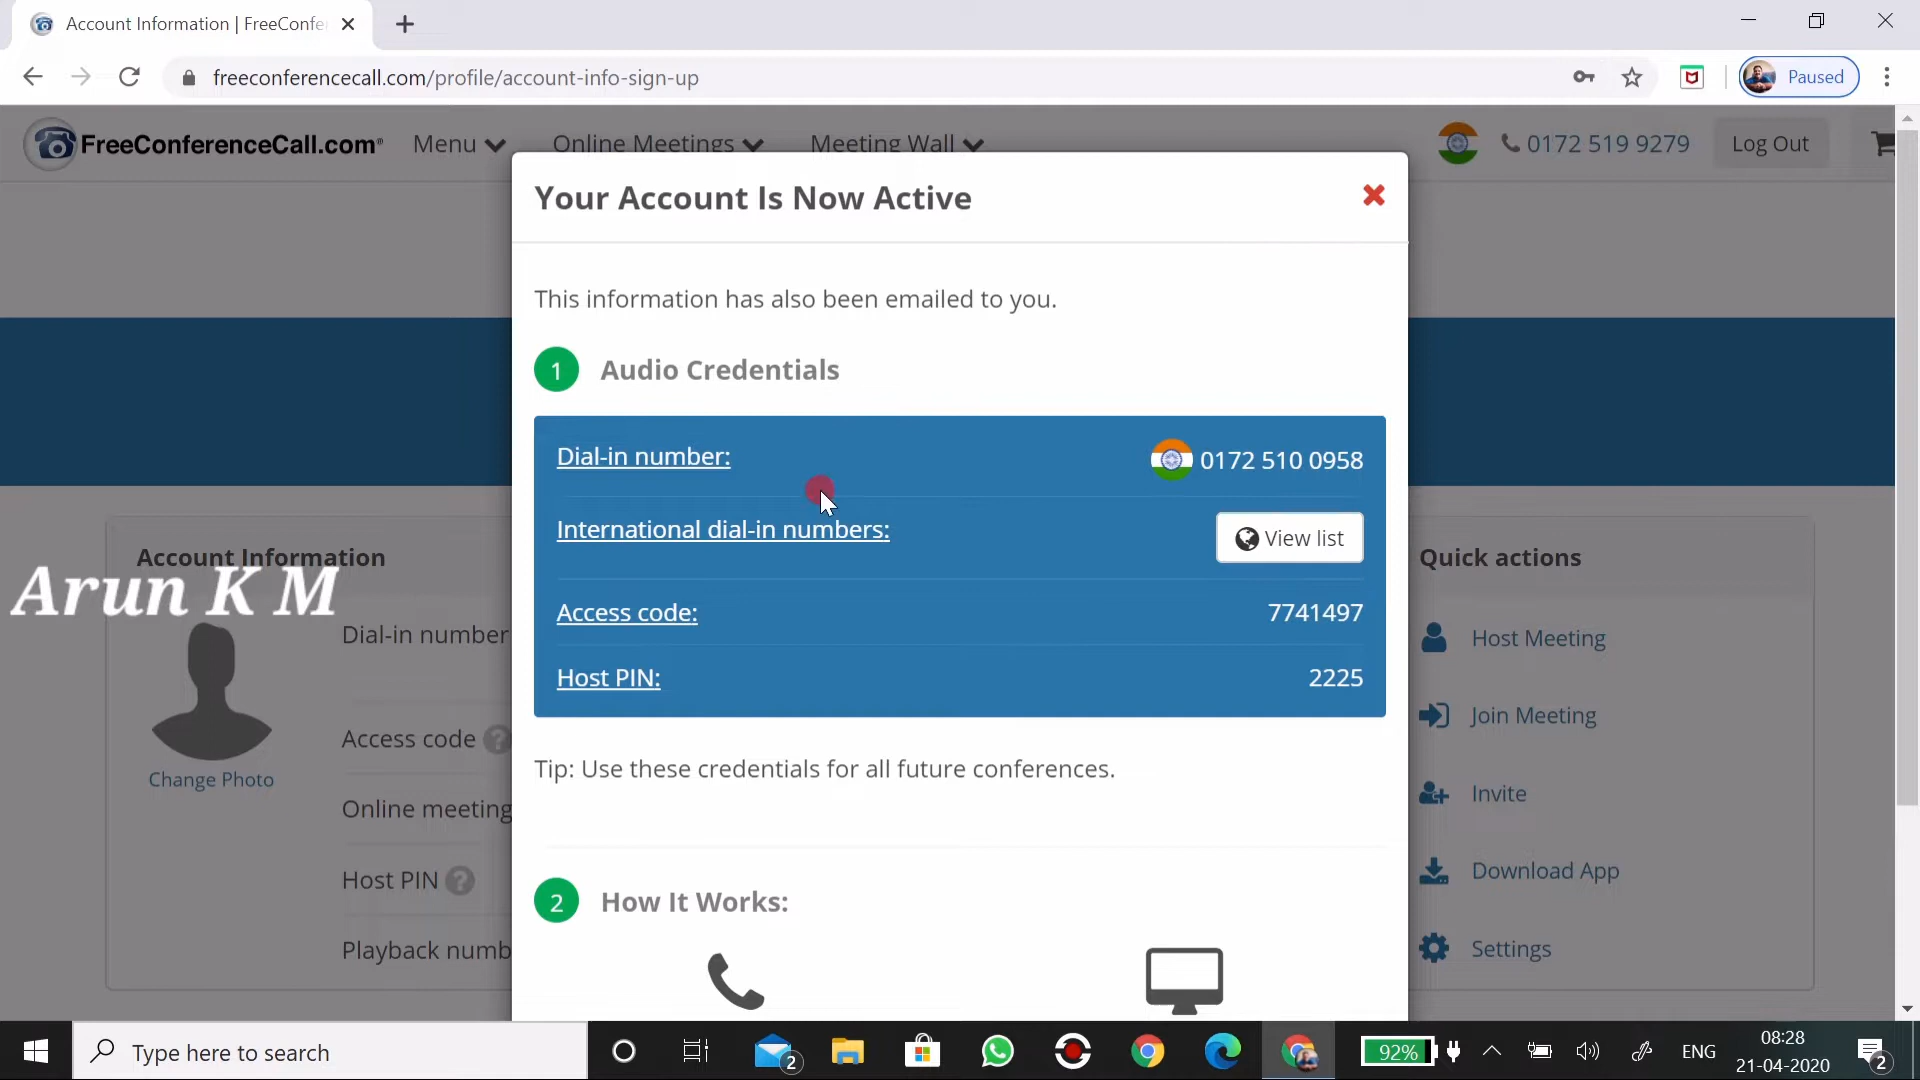 Account Information | FreeConfe
freeconferencecall.com/profile/account-info-sign-up
Paused
FreeConferenceCall.com®
Menu
Online Meetings
Meeting Wall
0172 519 9279
Log Out
Your Account Is Now Active
This information has also been emailed to you.
1 Audio Credentials
Dial-in number: 0172 510 0958
International dial-in numbers: View list
Access code: 7741497
Host PIN: 2225
Tip: Use these credentials for all future conferences.
2 How It Works:
Account Information
Arun K M
Change Photo
Dial-in number
Access code ?
Online meeting
Host PIN ?
Playback numb
Quick actions
Host Meeting
Join Meeting
Invite
Download App
Settings
Type here to search
2
92%
ENG
08:28
21-04-2020
2